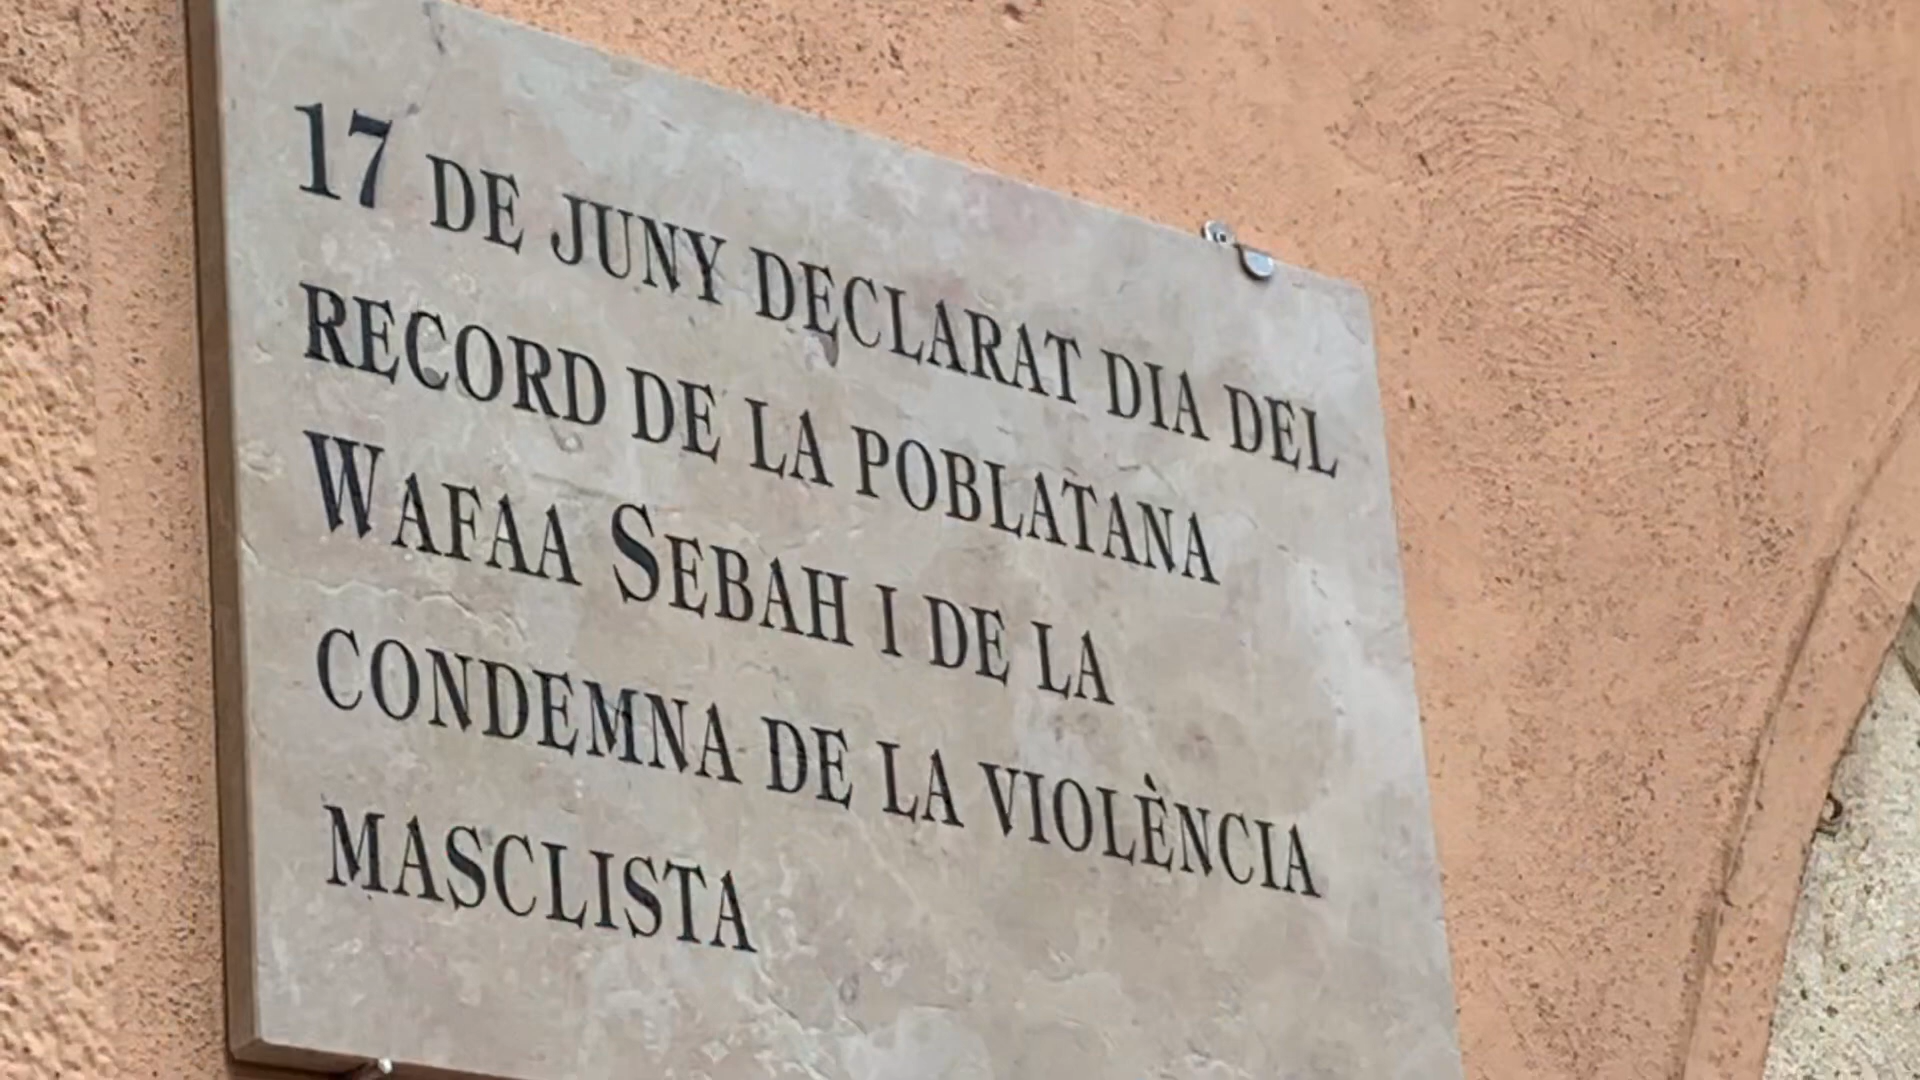 17 DE JUNY DECLARAT DIA DEL
RECORD DE LA POBLATANA
WAFAA SEBAH I DE LA
CONDEMNA DE LA VIOLÈNCIA
MASCLISTA